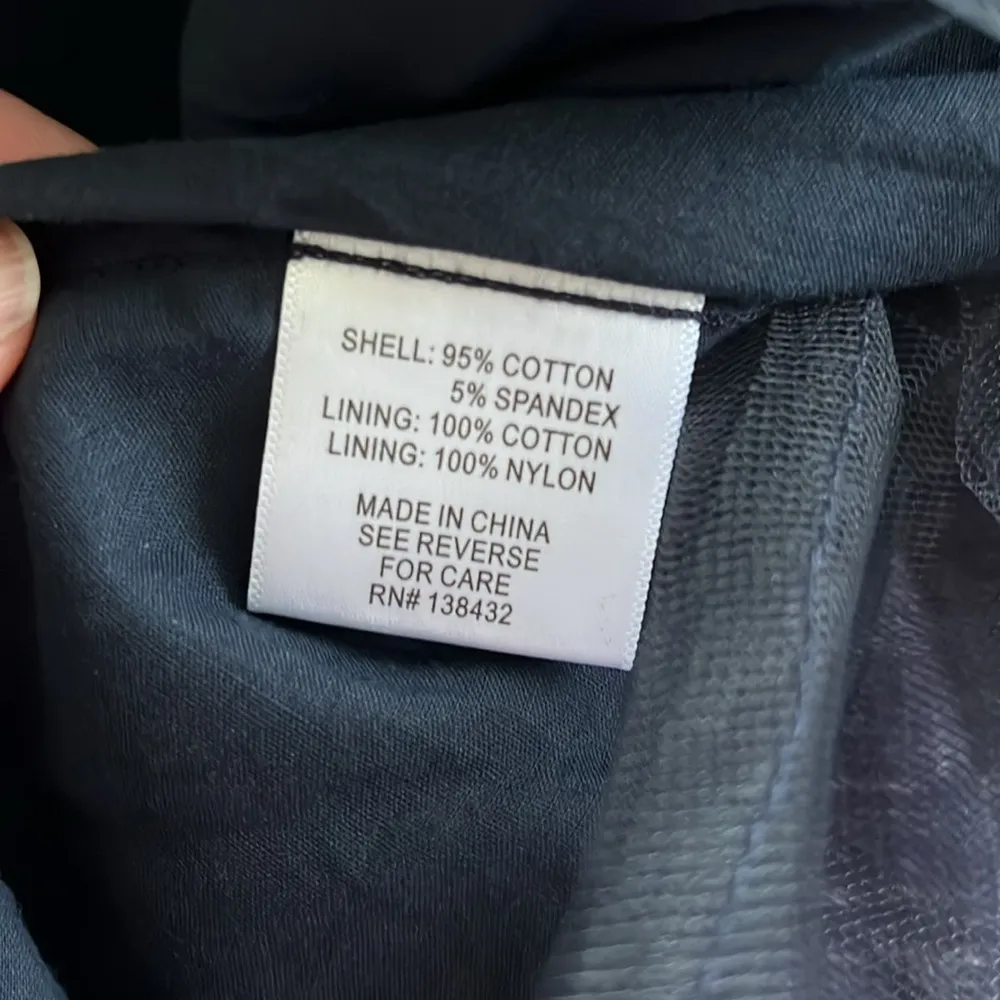 SHELL: 95% COTTON
5% SPANDEX
LINING: 100% COTTON
LINING: 100% NYLON
MADE IN CHINA
SEE REVERSE
FOR CARE
RN# 138432